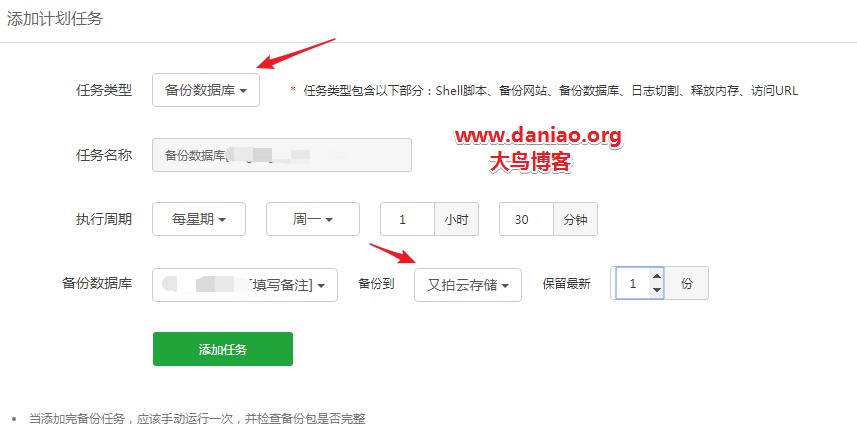 添加计划任务
任务类型 备份数据库 * 任务类型包含以下部分：Shell脚本、备份网站、备份数据库、日志切割、释放内存、访问URL
www.daniao.org
大鸟博客
任务名称 备份数据库[
执行周期 每星期 周一 1 小时 30 分钟
备份数据库 [填写备注] 备份到 又拍云存储 保留最新 1 份
添加任务
当添加完备份任务，应该手动运行一次，并检查备份包是否完整